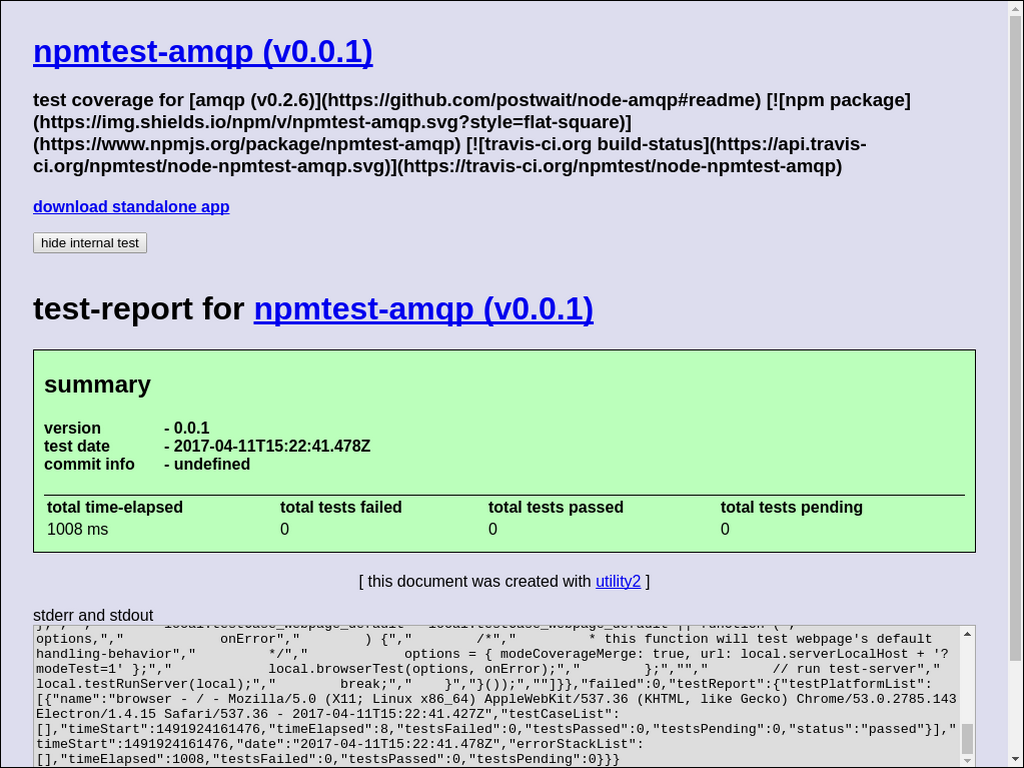 npmtest-amqp (v0.0.1)
test coverage for [amqp (v0.2.6)](https://github.com/postwait/node-amqp#readme) [![npm package]
(https://img.shields.io/npm/v/npmtest-amqp.svg?style=flat-square)]
(https://www.npmjs.org/package/npmtest-amqp) [![travis-ci.org build-status](https://api.travis-
ci.org/npmtest/node-npmtest-amqp.svg)](https://travis-ci.org/npmtest/node-npmtest-amqp)
download standalone app
hide internal test
test-report for npmtest-amqp (v0.0.1)
summary
version - 0.0.1
test date - 2017-04-11T15:22:41.478Z
commit info - undefined
total time-elapsed total tests failed total tests passed total tests pending
1008 ms 0 0 0
[ this document was created with utility2 ]
stderr and stdout
options,","            onError","        ) {","        /*","         * this function will test webpage's default
handling-behavior","         */","            options = { modeCoverageMerge: true, url: local.serverLocalHost + '?
modeTest=1' };","            local.browserTest(options, onError);","        };","","        // run test-server","
local.testRunServer(local);","        break;","    }","}());",""]}},"failed":0,"testReport":{"testPlatformList":
[{"name":"browser - / - Mozilla/5.0 (X11; Linux x86_64) AppleWebKit/537.36 (KHTML, like Gecko) Chrome/53.0.2785.143
Electron/1.4.15 Safari/537.36 - 2017-04-11T15:22:41.427Z","testCaseList":
[],"timeStart":1491924161476,"timeElapsed":8,"testsFailed":0,"testsPassed":0,"testsPending":0,"status":"passed"}],"
timeStart":1491924161476,"date":"2017-04-11T15:22:41.478Z","errorStackList":
[],"timeElapsed":1008,"testsFailed":0,"testsPassed":0,"testsPending":0}}}